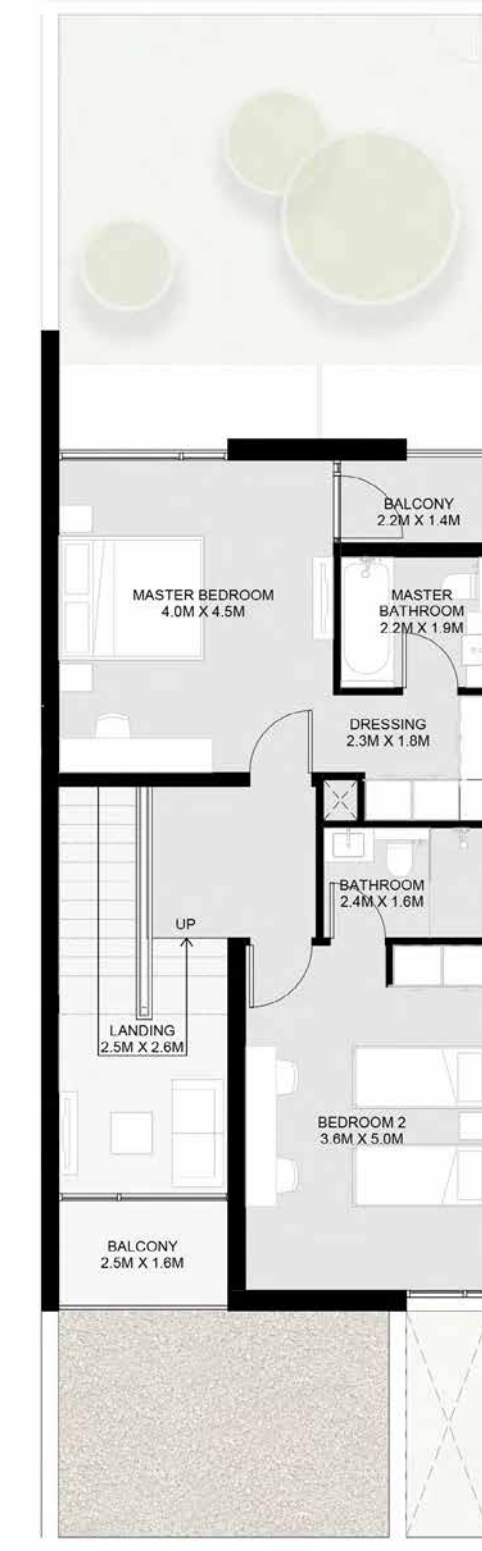 BALCONY
2.2M X 1.4M
MASTER BEDROOM
4.0M X 4.5M
MASTER
BATHROOM
2.2M X 1.9M
DRESSING
2.3M X 1.8M
BATHROOM
2.4M X 1.6M
UP
LANDING
2.5M X 2.6M
BEDROOM 2
3.6M X 5.0M
BALCONY
2.5M X 1.6M